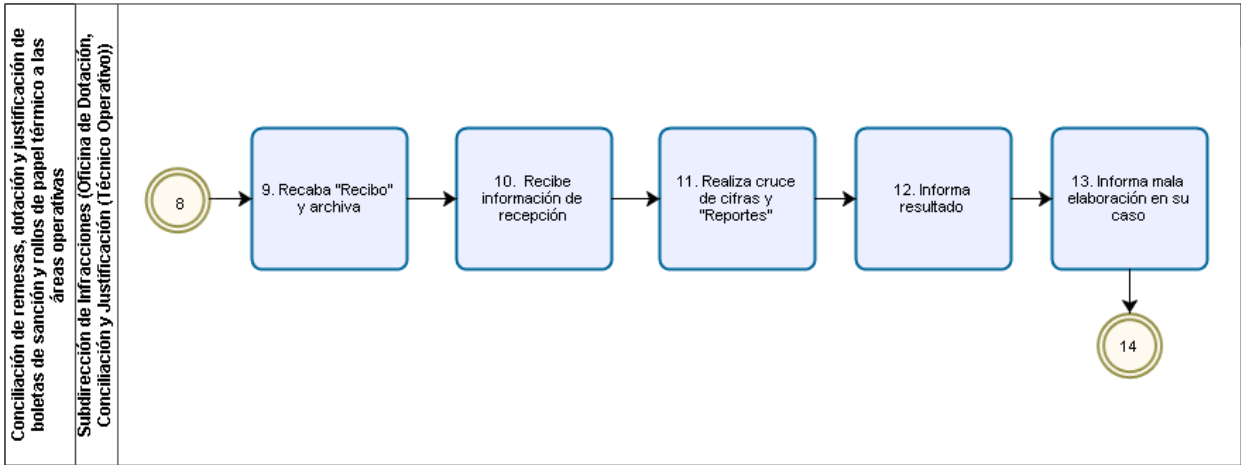 Conciliación de remesas, dotación y justificación de
boletas de sanción y rollos de papel térmico a las
áreas operativas
Subdirección de Infracciones (Oficina de Dotación,
Conciliación y Justificación (Técnico Operativo))
8
9. Recaba "Recibo"
y archiva
10. Recibe
información de
recepción
11. Realiza cruce
de cifras y
"Reportes"
12. Informa
resultado
13. Informa mala
elaboración en su
caso
14